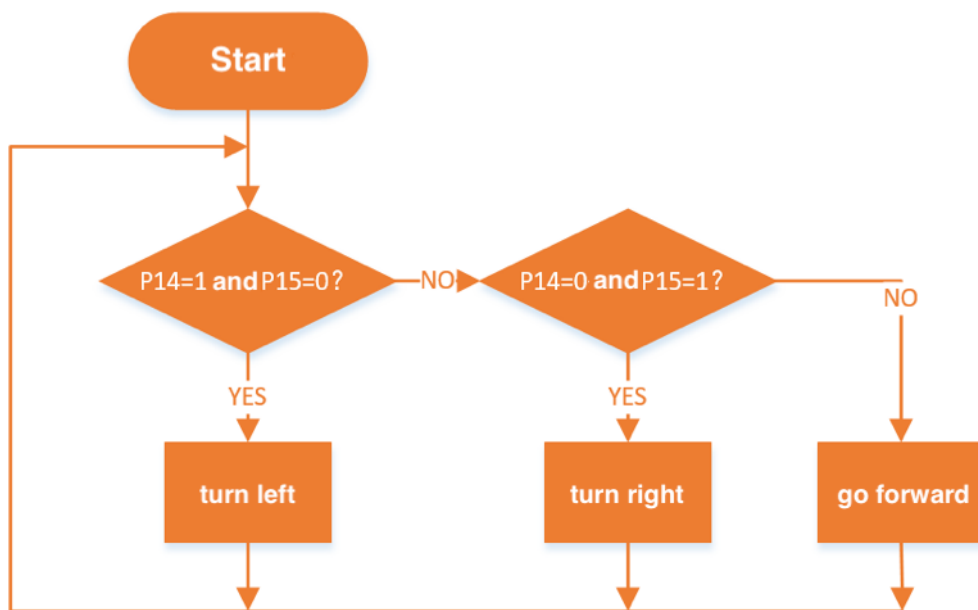 Start
P14=1 and P15=0?
NO
P14=0 and P15=1?
NO
YES
YES
turn left
turn right
go forward